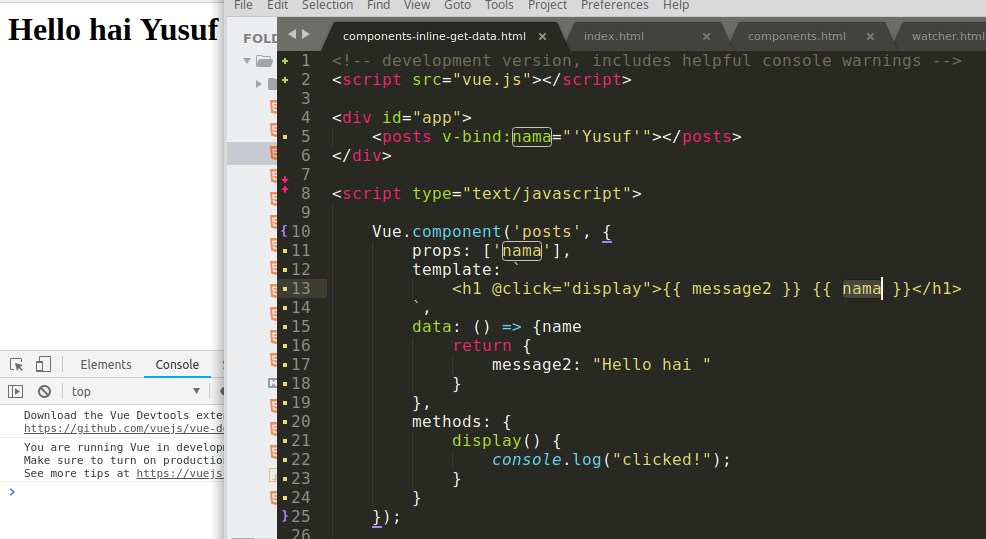 File Edit Selection Find View Goto Tools Project Preferences Help
Hello hai Yusuf
FOLD
components-inline-get-data.html × index.html × components.html × watcher.html
1 <!-- development version, includes helpful console warnings -->
2 <script src="vue.js"></script>
3
4 <div id="app">
5 <posts v-bind:nama="'Yusuf'"></posts>
6 </div>
7
8 <script type="text/javascript">
9
10 Vue.component('posts', {
11 props: ['nama'],
12 template: `
13 <h1 @click="display">{{ message2 }} {{ nama }}</h1>
14 `,
15 data: () => {name
16 return {
17 message2: "Hello hai "
18 }
19 },
20 methods: {
21 display() {
22 console.log("clicked!");
23 }
24 }
25 });
26
Elements Console
top
Download the Vue Devtools exten
https://github.com/vuejs/vue-d
You are running Vue in develop
Make sure to turn on productio
See more tips at https://vuejs